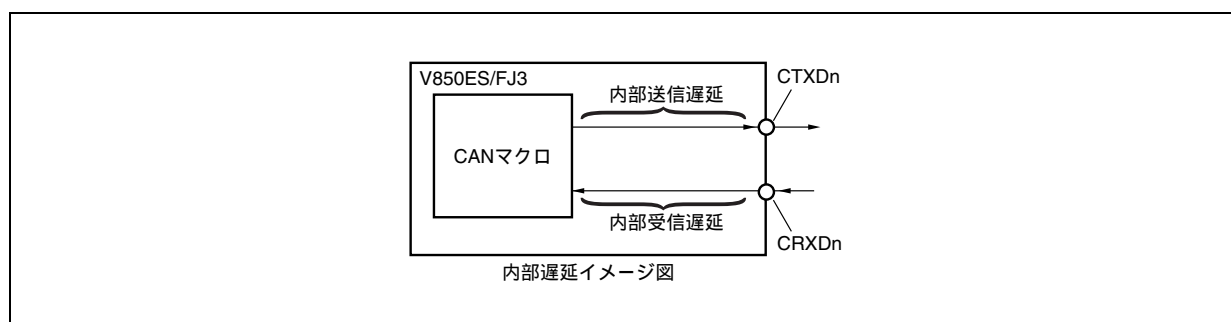 V850ES/FJ3
CTXDn
内部送信遅延
CANマクロ
内部受信遅延
CRXDn
内部遅延イメージ図